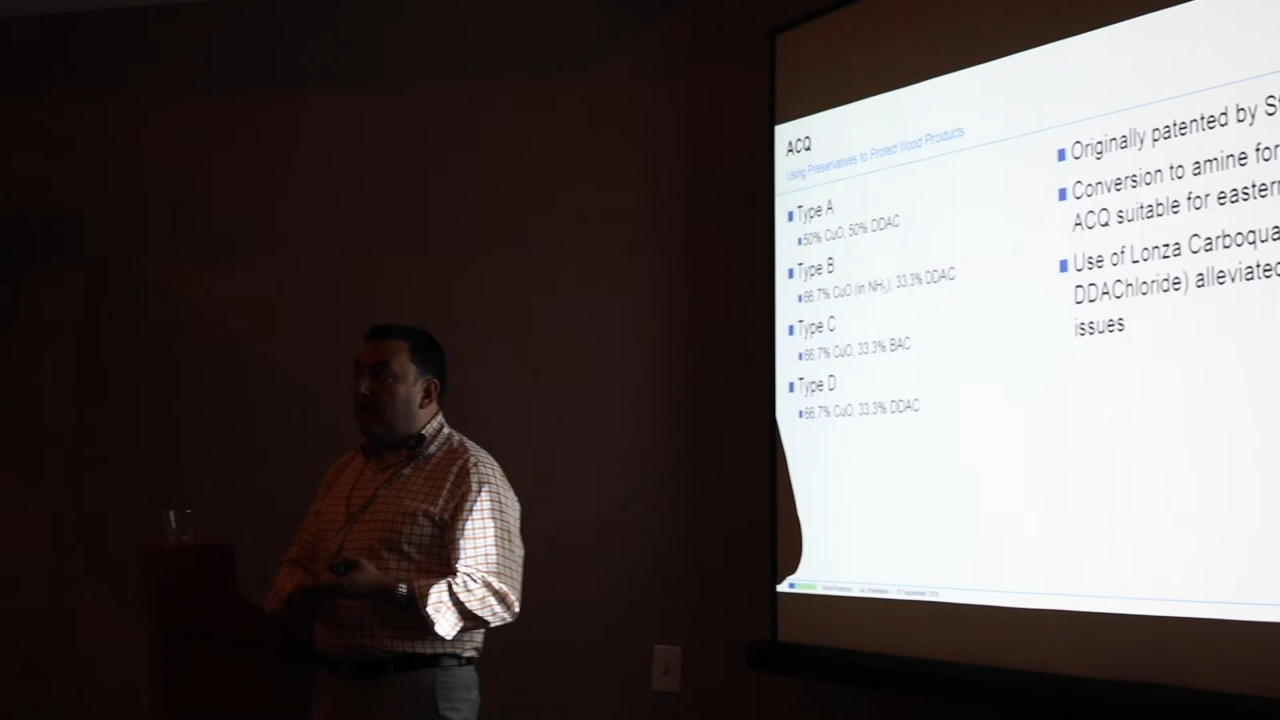 ACQ
Using Preservatives to Protect Wood Products
Type A
50% CuO, 50% DDAC
Type B
66.7% CuO (in NH₃), 33.3% DDAC
Type C
66.7% CuO, 33.3% BAC
Type D
66.7% CuO, 33.3% DDAC
Originally patented by
Conversion to amine for
ACQ suitable for eastern
Use of Lonza Carboqua
DDAChloride) alleviated
issues